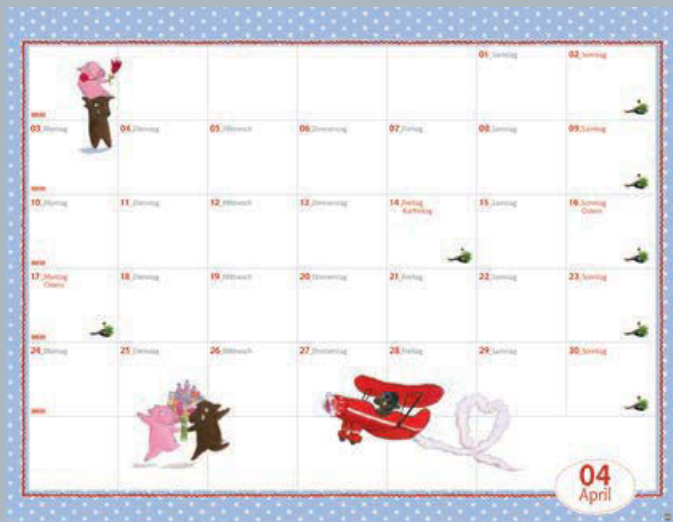 01 Samstag
02 Sonntag
03 Montag
04 Dienstag
05 Mittwoch
06 Donnerstag
07 Freitag
08 Samstag
09 Sonntag
10 Montag
11 Dienstag
12 Mittwoch
13 Donnerstag
14 Freitag
Karfreitag
15 Samstag
16 Sonntag
Ostern
17 Montag
Ostern
18 Dienstag
19 Mittwoch
20 Donnerstag
21 Freitag
22 Samstag
23 Sonntag
24 Montag
25 Dienstag
26 Mittwoch
27 Donnerstag
28 Freitag
29 Samstag
30 Sonntag
04
April